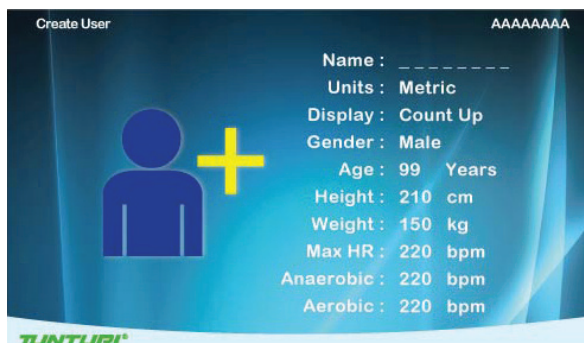 Create User
AAAAAAAA
Name : _ _ _ _ _ _ _ _
Units : Metric
Display : Count Up
Gender : Male
Age : 99 Years
Height : 210 cm
Weight : 150 kg
Max HR : 220 bpm
Anaerobic : 220 bpm
Aerobic : 220 bpm
TUNTURI®